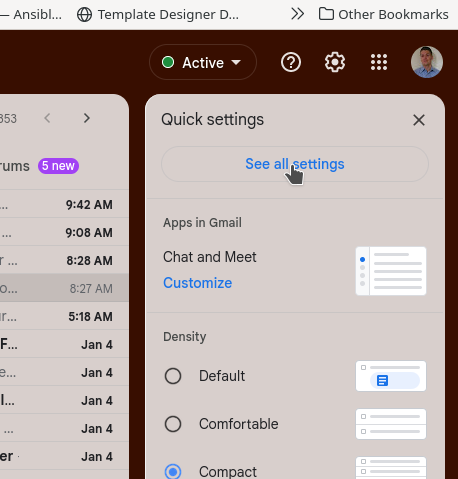 — Ansibl...
Template Designer D...
Other Bookmarks
Active
353
Quick settings
rums
5 new
See all settings
9:42 AM
9:08 AM
8:28 AM
8:27 AM
5:18 AM
Jan 4
Jan 4
Jan 4
Jan 4
Jan 4
Apps in Gmail
Chat and Meet
Customize
Density
Default
Comfortable
Compact